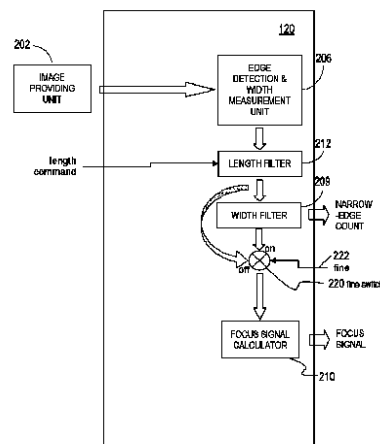 120
202
IMAGE
PROVIDING
UNIT
EDGE
DETECTION &
WIDTH
MEASUREMENT
UNIT
206
212
length
command
LENGTH FILTER
209
WIDTH FILTER
NARROW
-EDGE
COUNT
on
off
222
fine
220 fine switch
FOCUS SIGNAL
CALCULATOR
FOCUS
SIGNAL
210